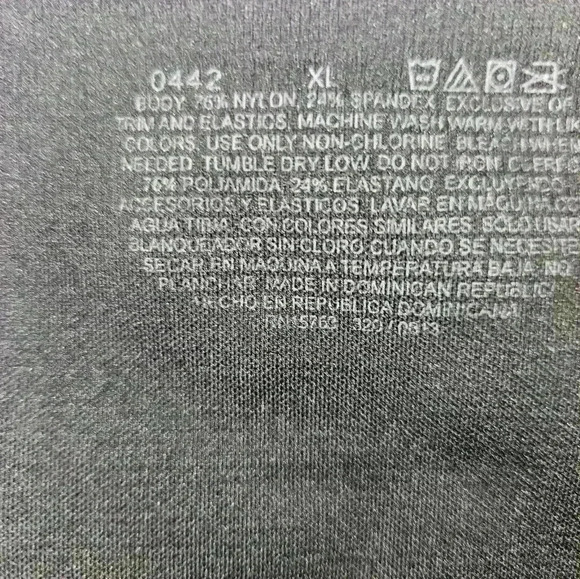 0442 XL
BODY 76% NYLON, 24% SPANDEX, EXCLUSIVE OF
TRIM AND ELASTICS. MACHINE WASH WARM WITH LIK
COLORS. USE ONLY NON-CHLORINE BLEACH WHEN
NEEDED. TUMBLE DRY LOW. DO NOT IRON.
76% POLIAMIDA, 24% ELASTANO. EXCLUYENDO
ACCESORIOS Y ELASTICOS. LAVAR EN MAQUINA CO
AGUA TIBIA, CON COLORES SIMILARES. SOLO USAR
BLANQUEADOR SIN CLORO CUANDO SE NECESITE
SECAR EN MAQUINA A TEMPERATURA BAJA. NO
PLANCHAR. MADE IN DOMINICAN REPUBLIC
HECHO EN REPUBLICA DOMINICANA
RN 15763